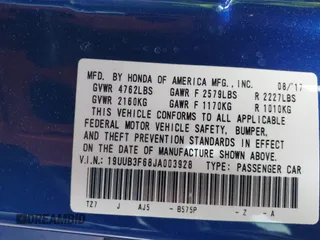 MFD. BY HONDA OF AMERICA MFG., INC. 08/17
GVWR 4762LBS GAWR F 2579LBS R 2227LBS
GVWR 2160KG GAWR F 1170KG R 1010KG
THIS VEHICLE CONFORMS TO ALL APPLICABLE
FEDERAL MOTOR VEHICLE SAFETY, BUMPER,
AND THEFT PREVENTION STANDARDS IN EFFECT
ON THE DATE OF MANUFACTURE SHOWN ABOVE.
V.I.N.: 19UUB3F68JA003928 TYPE: PASSENGER CAR
TZ7 J AJ5 - B575P - Z - A
DREAMBID